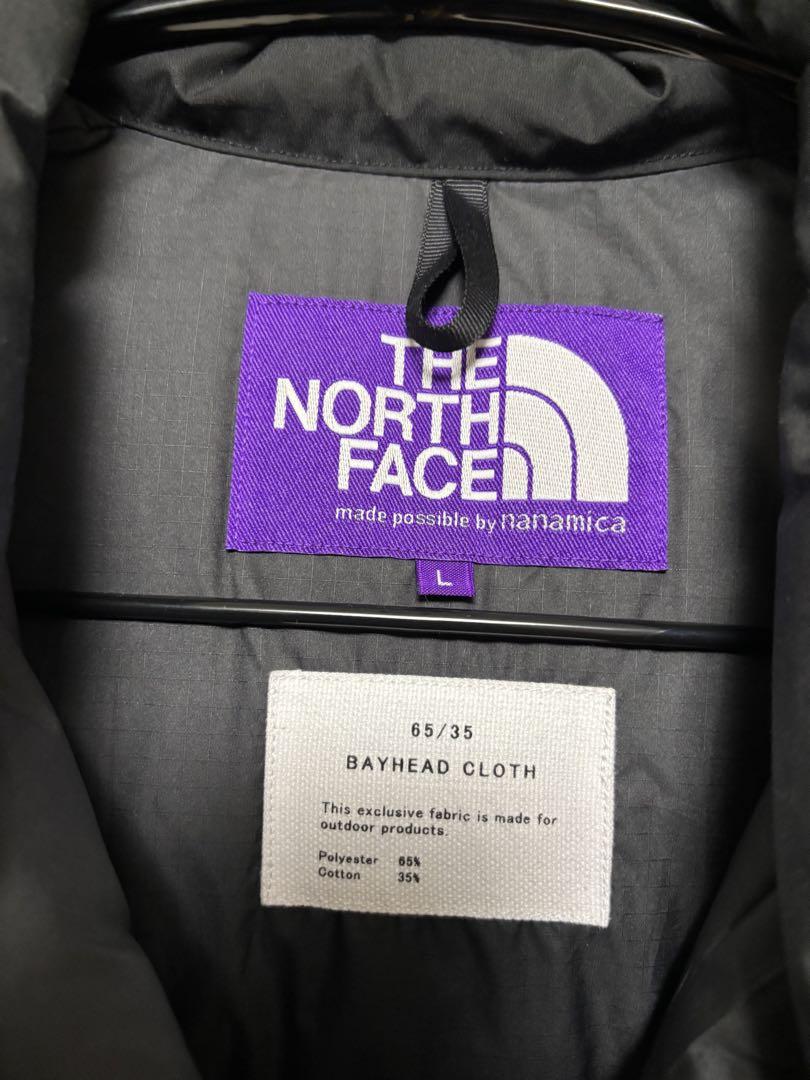 THE
NORTH
FACE
made possible by nanamica
L
65/35
BAYHEAD CLOTH
This exclusive fabric is made for
outdoor products.
Polyester 65%
Cotton 35%